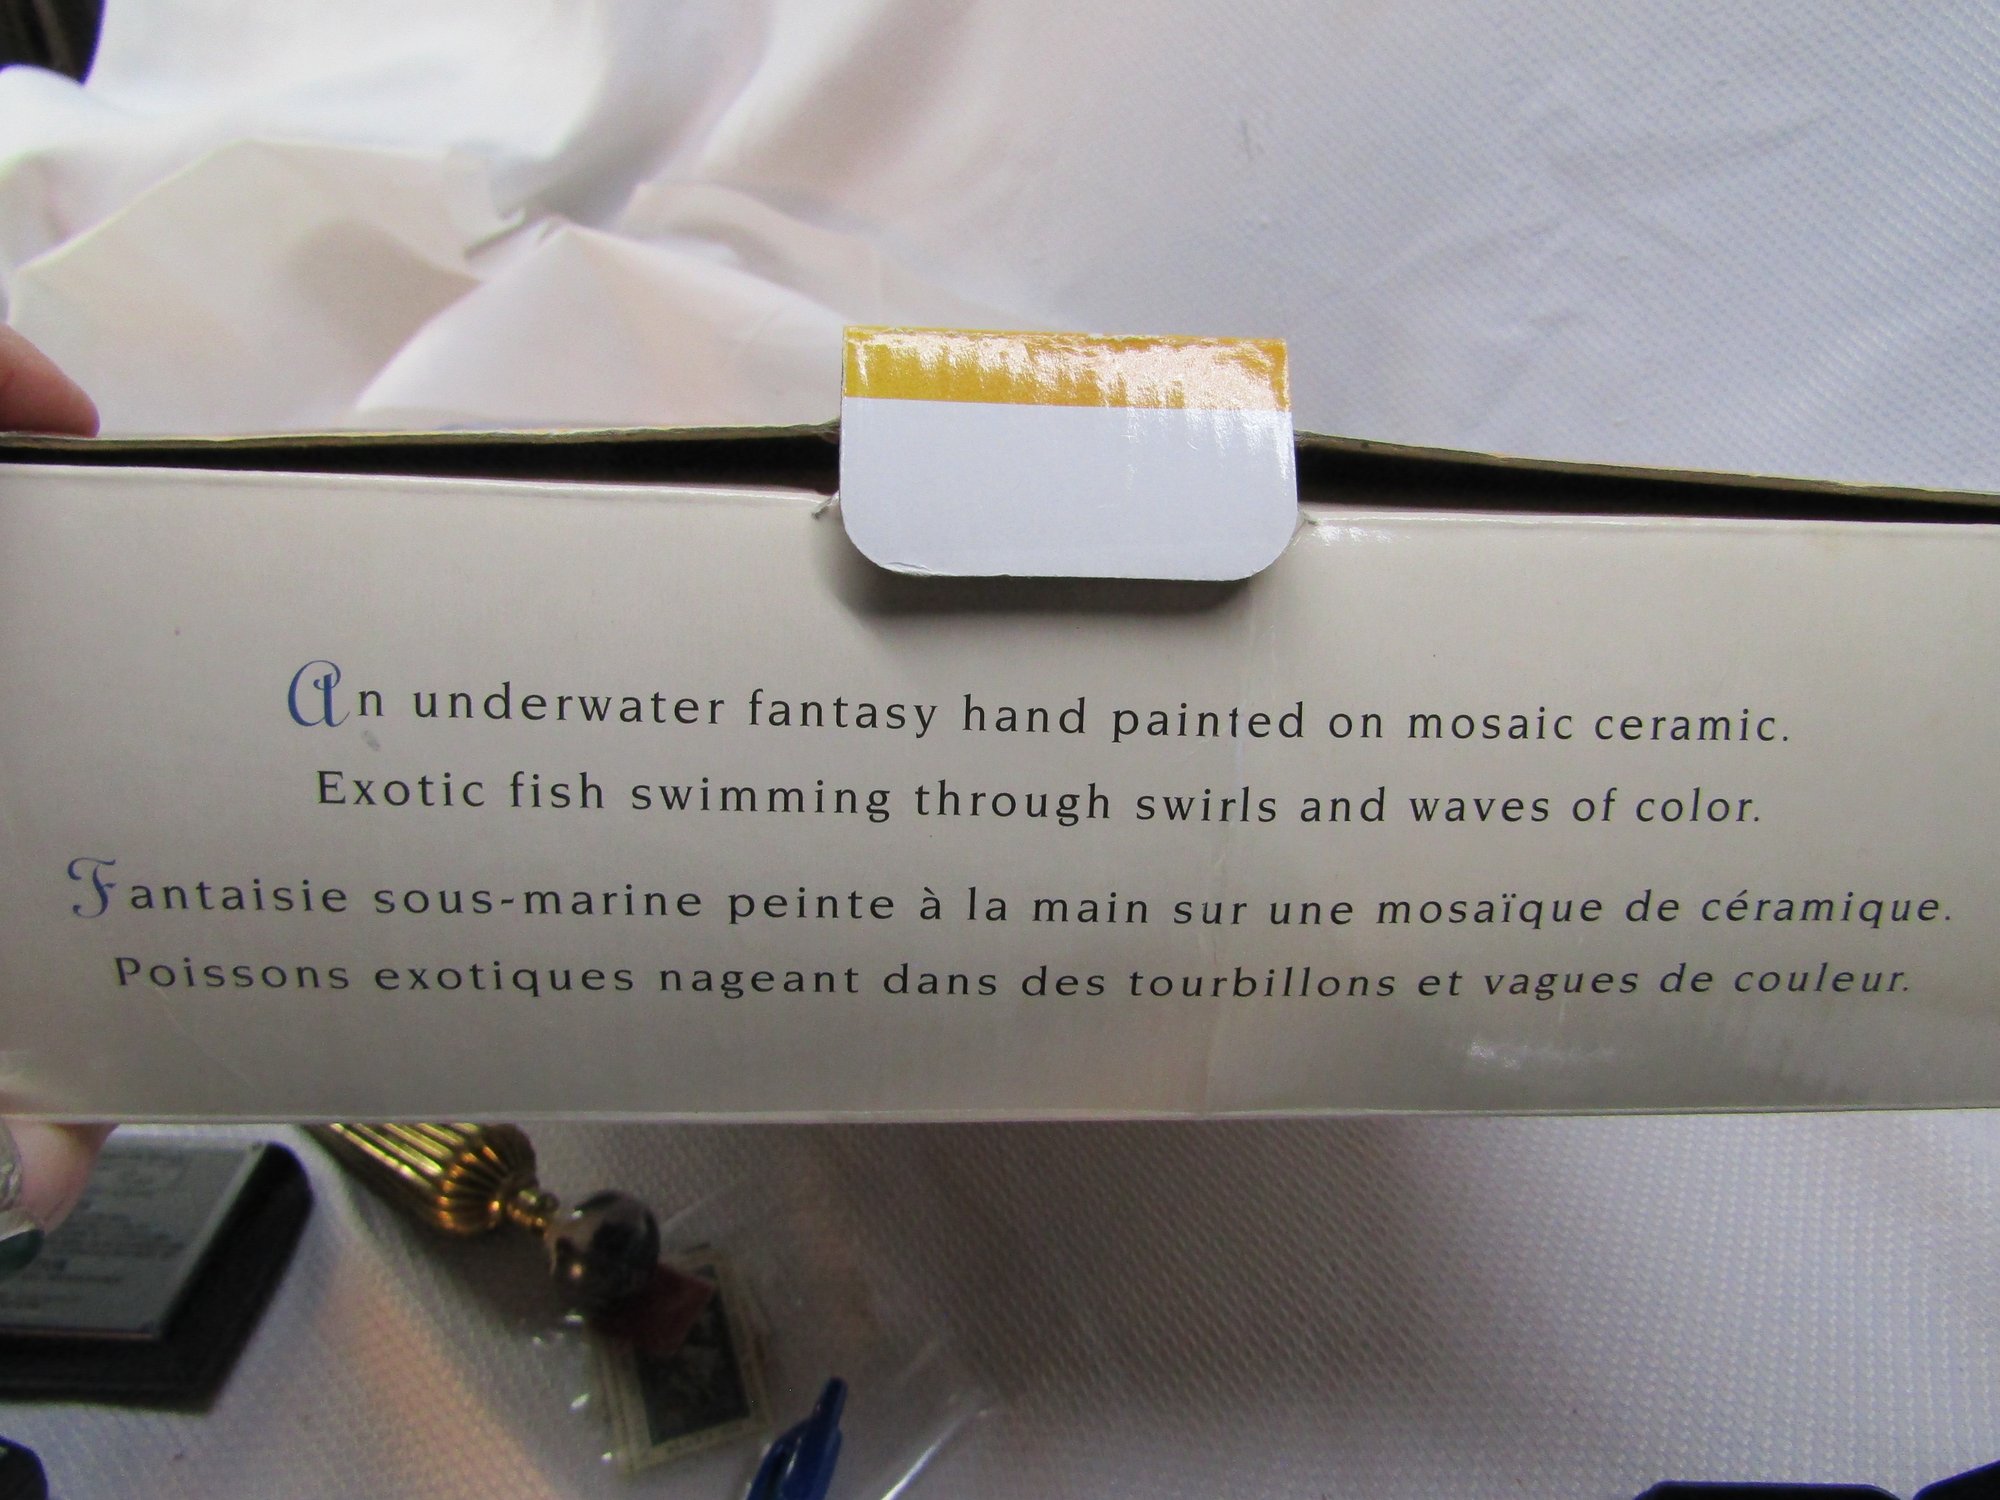 An underwater fantasy hand painted on mosaic ceramic.
Exotic fish swimming through swirls and waves of color.
Fantaisie sous-marine peinte à la main sur une mosaïque de céramique.
Poissons exotiques nageant dans des tourbillons et vagues de couleur.